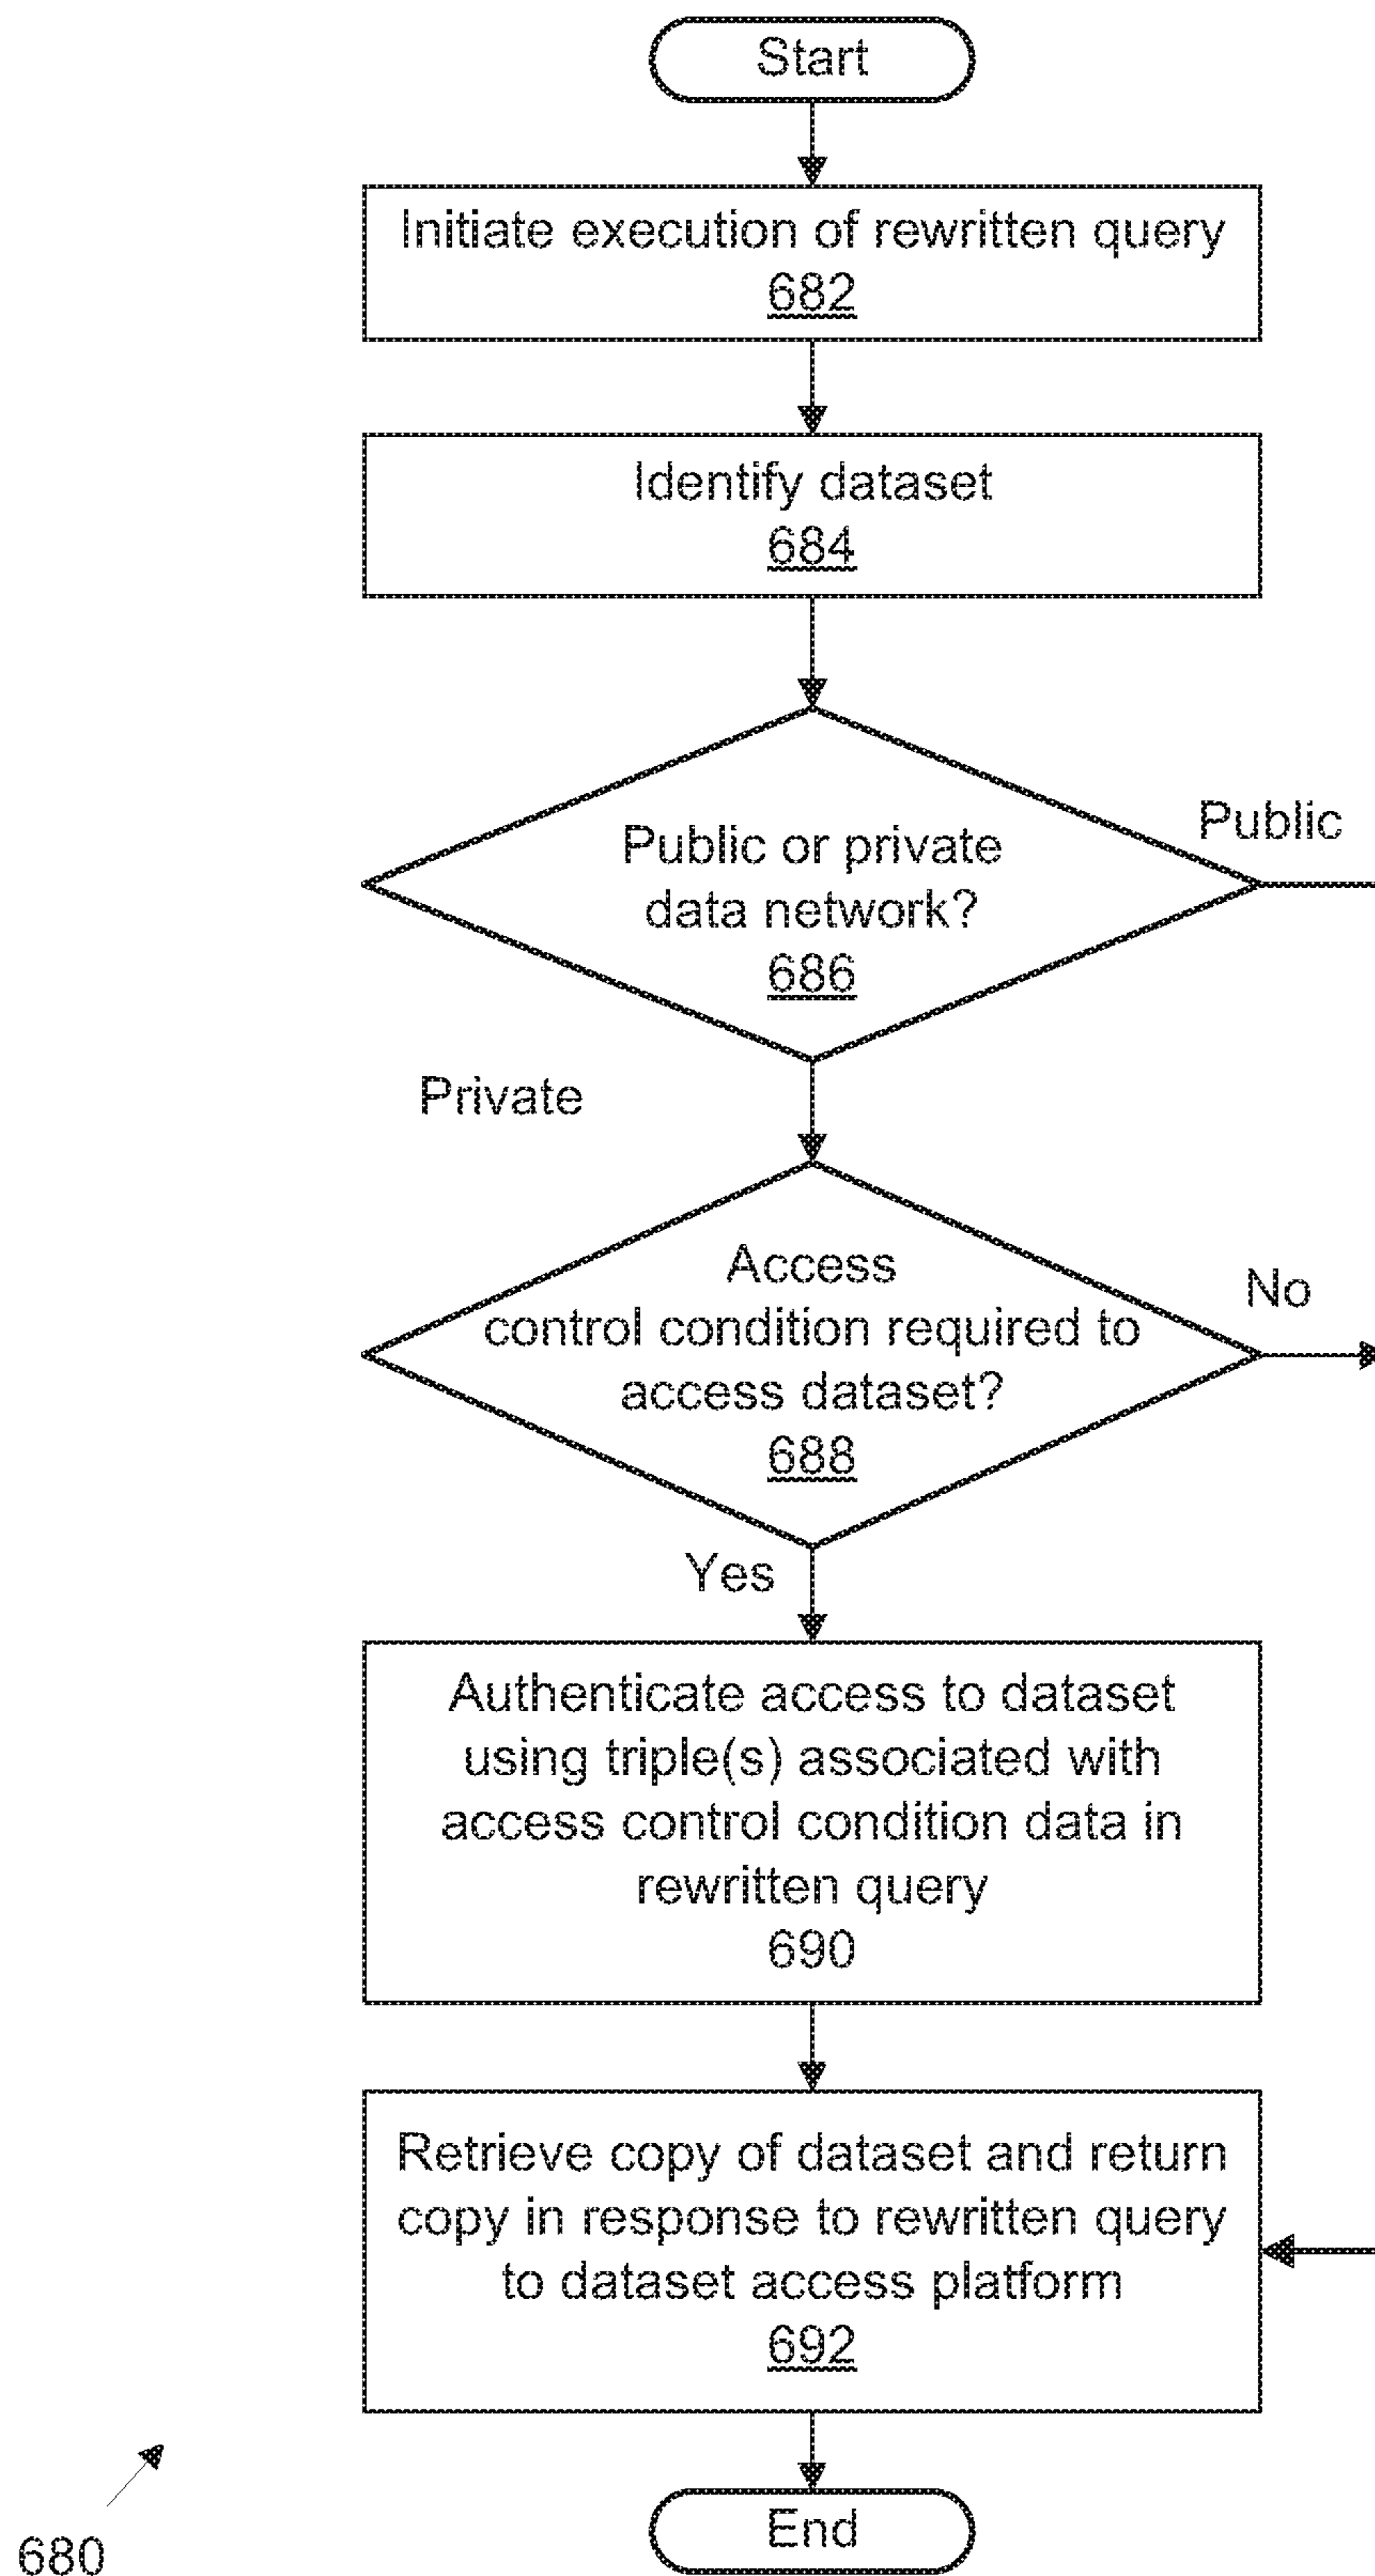 Start
Initiate execution of rewritten query
682
Identify dataset
684
Public or private
data network?
686
Public
Private
Access
control condition required to
access dataset?
688
No
Yes
Authenticate access to dataset
using triple(s) associated with
access control condition data in
rewritten query
690
Retrieve copy of dataset and return
copy in response to rewritten query
to dataset access platform
692
End
680